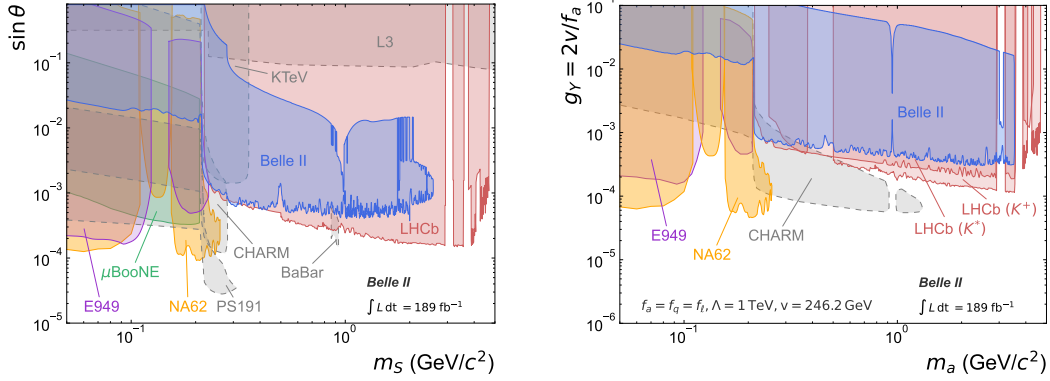 sin θ
10⁻¹
10⁻²
10⁻³
10⁻⁴
10⁻⁵
L3
KTeV
Belle II
LHCb
CHARM
BaBar
μBooNE
E949
NA62
PS191
Belle II
∫L dt = 189 fb⁻¹
10⁻¹
10⁰
m_S (GeV/c²)
g_Y = 2v/f_a
10⁰
10⁻¹
10⁻²
10⁻³
10⁻⁴
10⁻⁵
10⁻⁶
Belle II
LHCb (K⁺)
LHCb (K*)
CHARM
E949
NA62
Belle II
f_a = f_q = f_ℓ, Λ = 1 TeV, v = 246.2 GeV
∫L dt = 189 fb⁻¹
10⁻¹
10⁰
m_a (GeV/c²)